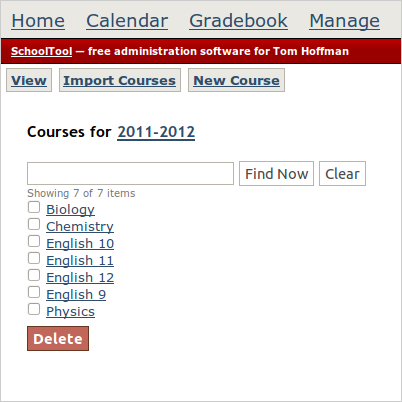 Home Calendar Gradebook Manage
SchoolTool — free administration software for Tom Hoffman
View Import Courses New Course
Courses for 2011-2012
Find Now Clear
Showing 7 of 7 items
Biology
Chemistry
English 10
English 11
English 12
English 9
Physics
Delete